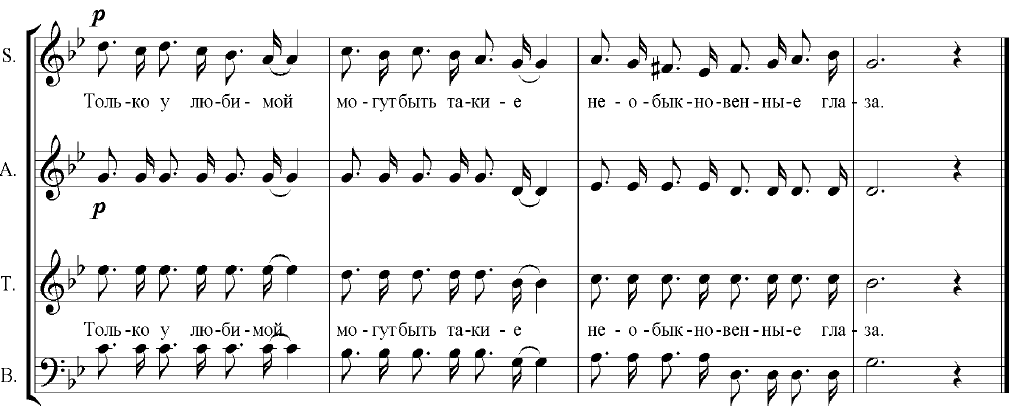 p
S.
Толь-ко у лю-би-мой мо-гут быть та-ки-е не-о-бык-но-вен-ны-е гла-за.
A.
p
T.
Толь-ко у лю-би-мой мо-гут быть та-ки-е не-о-бык-но-вен-ны-е гла-за.
B.